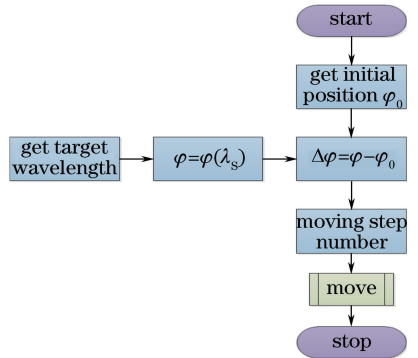 start
get initial
position φ₀
get target
wavelength
φ=φ(λₛ)
Δφ=φ−φ₀
moving step
number
move
stop